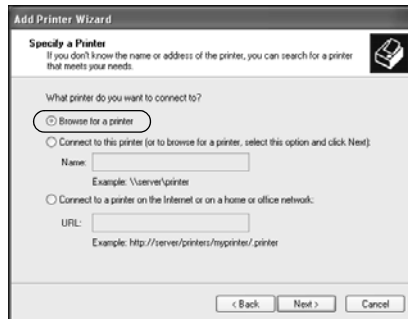 Add Printer Wizard
Specify a Printer
If you don't know the name or address of the printer, you can search for a printer
that meets your needs.
What printer do you want to connect to?
Browse for a printer
Connect to this printer (or to browse for a printer, select this option and click Next):
Name:
Example: \\server\printer
Connect to a printer on the Internet or on a home or office network:
URL:
Example: http://server/printers/myprinter/.printer
< Back
Next >
Cancel